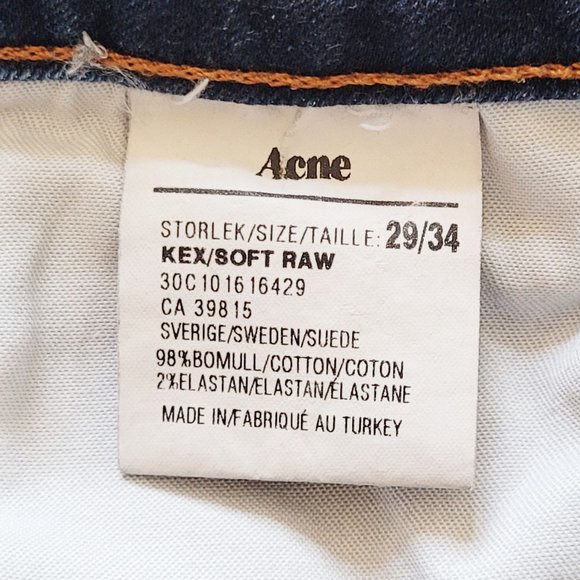 Acne
STORLEK/SIZE/TAILLE: 29/34
KEX/SOFT RAW
30C101616429
CA 39815
SVERIGE/SWEDEN/SUEDE
98%BOMULL/COTTON/COTON
2%ELASTAN/ELASTAN/ELASTANE
MADE IN/FABRIQUÉ AU TURKEY